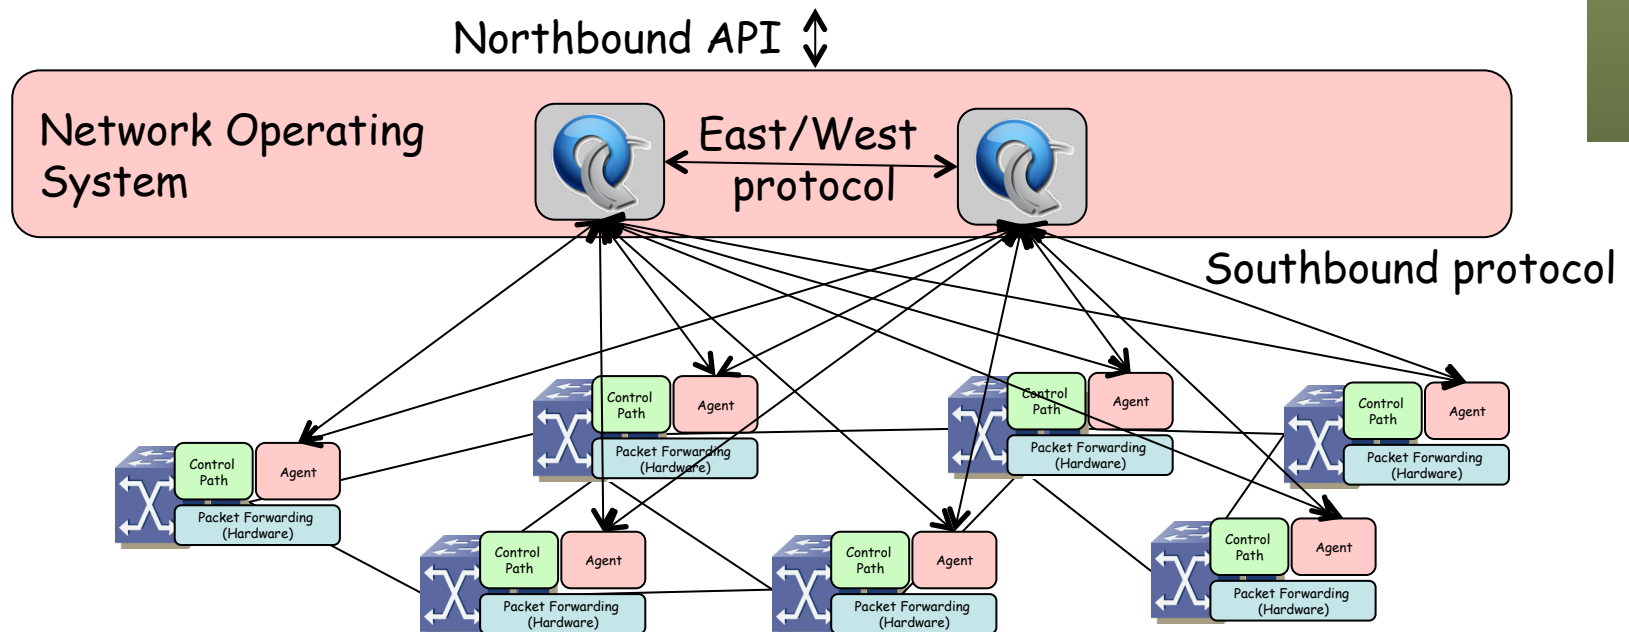 Northbound API
Network Operating
System
East/West
protocol
Southbound protocol
Control
Path
Agent
Packet Forwarding
(Hardware)
Control
Path
Agent
Packet Forwarding
(Hardware)
Control
Path
Agent
Packet Forwarding
(Hardware)
Control
Path
Agent
Packet Forwarding
(Hardware)
Control
Path
Agent
Packet Forwarding
(Hardware)
Control
Path
Agent
Packet Forwarding
(Hardware)
Control
Path
Agent
Packet Forwarding
(Hardware)